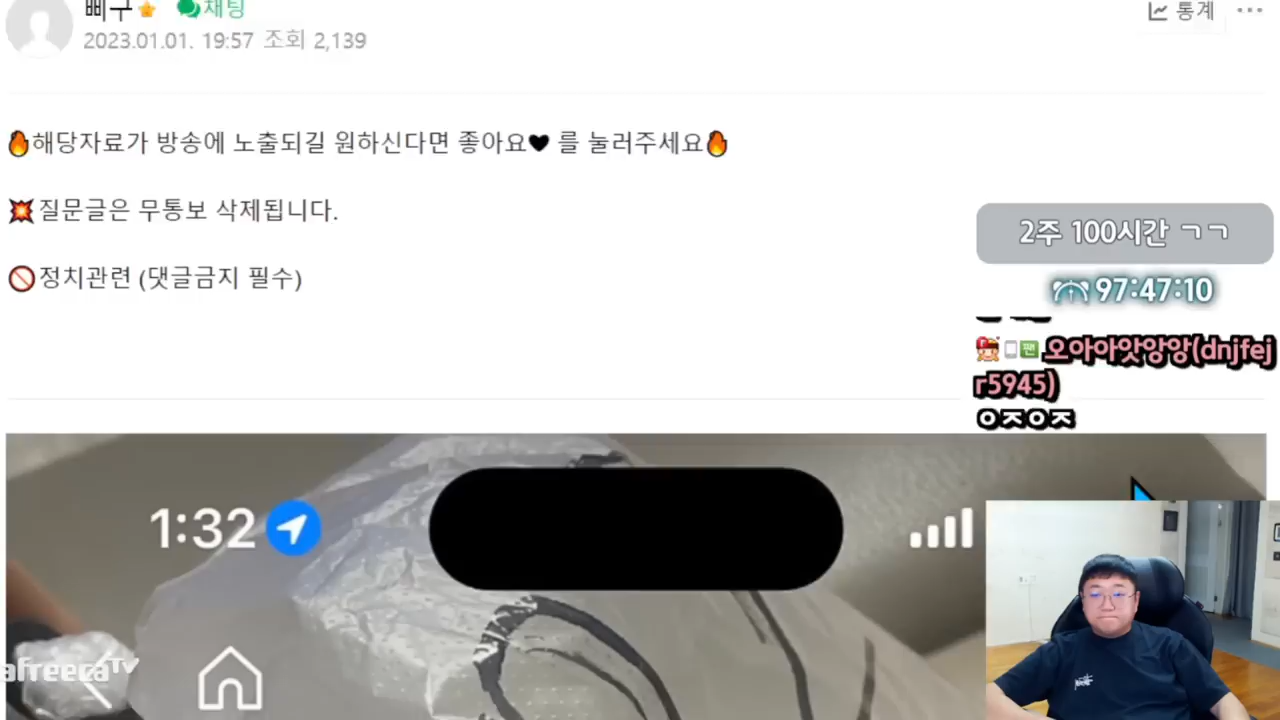 삐구
채팅
통계
2023.01.01. 19:57 조회 2,139
해당자료가 방송에 노출되길 원하신다면 좋아요🖤 를 눌러주세요
질문글은 무통보 삭제됩니다.
정치관련 (댓글금지 필수)
2주 100시간 ㄱㄱ
97:47:10
팬 오아아앗앙앙(dnjfej
r5945)
ㅇㅈㅇㅈ
1:32
afreecaTV